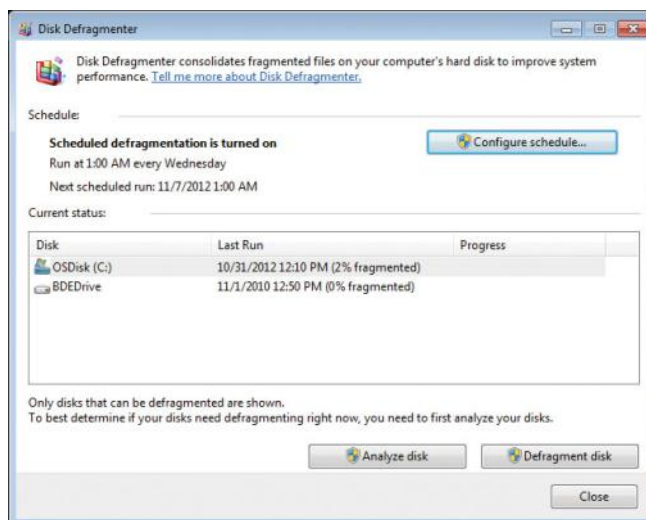 Disk Defragmenter
Disk Defragmenter consolidates fragmented files on your computer's hard disk to improve system
performance. Tell me more about Disk Defragmenter.
Schedule:
Scheduled defragmentation is turned on
Configure schedule...
Run at 1:00 AM every Wednesday
Next scheduled run: 11/7/2012 1:00 AM
Current status:
Disk Last Run Progress
OSDisk (C:) 10/31/2012 12:10 PM (2% fragmented)
BDEDrive 11/1/2010 12:50 PM (0% fragmented)
Only disks that can be defragmented are shown.
To best determine if your disks need defragmenting right now, you need to first analyze your disks.
Analyze disk Defragment disk
Close